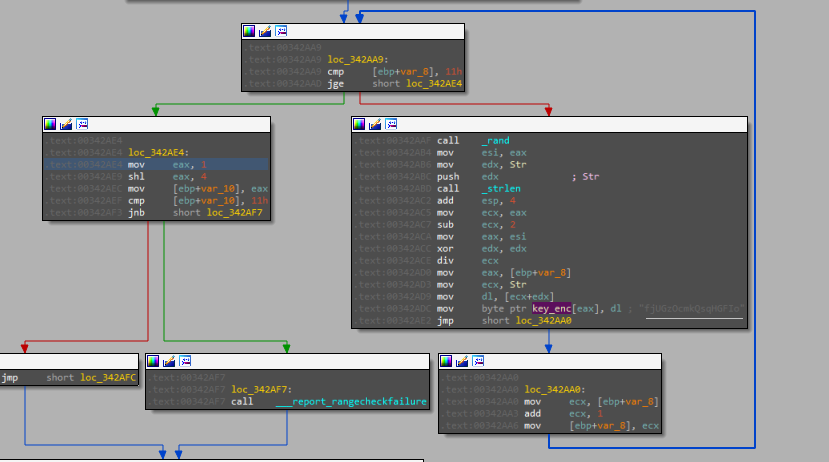 .text:00342AA9
.text:00342AA9 loc_342AA9:
.text:00342AA9 cmp [ebp+var_8], 11h
.text:00342AAD jge short loc_342AE4
.text:00342AE4
.text:00342AE4 loc_342AE4:
.text:00342AE4 mov eax, 1
.text:00342AE9 shl eax, 4
.text:00342AEC mov [ebp+var_10], eax
.text:00342AEF cmp [ebp+var_10], 11h
.text:00342AF3 jnb short loc_342AF7
.text:00342AAF call _rand
.text:00342AB4 mov esi, eax
.text:00342AB6 mov edx, Str
.text:00342ABC push edx ; Str
.text:00342ABD call _strlen
.text:00342AC2 add esp, 4
.text:00342AC5 mov ecx, eax
.text:00342AC7 sub ecx, 2
.text:00342ACA mov eax, esi
.text:00342ACC xor edx, edx
.text:00342ACE div ecx
.text:00342AD0 mov eax, [ebp+var_8]
.text:00342AD3 mov ecx, Str
.text:00342AD9 mov dl, [ecx+edx]
.text:00342ADC mov byte ptr key_enc[eax], dl ; "fjUGzOcmkQsqHGFIo"
.text:00342AE2 jmp short loc_342AA0
jmp short loc_342AFC
.text:00342AF7
.text:00342AF7 loc_342AF7:
.text:00342AF7 call ___report_rangecheckfailure
.text:00342AA0
.text:00342AA0 loc_342AA0:
.text:00342AA0 mov ecx, [ebp+var_8]
.text:00342AA3 add ecx, 1
.text:00342AA6 mov [ebp+var_8], ecx